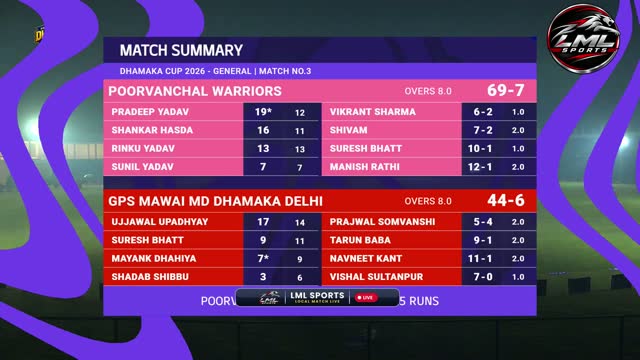 MATCH SUMMARY
LML
SPORTS
DHAMAKA CUP 2026 - GENERAL | MATCH NO.3
POORVANCHAL WARRIORS OVERS 8.0 69-7
PRADEEP YADAV 19* 12 VIKRANT SHARMA 6-2 1.0
SHANKAR HASDA 16 11 SHIVAM 7-2 2.0
RINKU YADAV 13 13 SURESH BHATT 10-1 1.0
SUNIL YADAV 7 7 MANISH RATHI 12-1 2.0
GPS MAWAI MD DHAMAKA DELHI OVERS 8.0 44-6
UJJAWAL UPADHYAY 17 14 PRAJWAL SOMVANSHI 5-4 2.0
SURESH BHATT 9 11 TARUN BABA 9-1 2.0
MAYANK DHAHIYA 7* 9 NAVNEET KANT 11-1 2.0
SHADAB SHIBBU 3 6 VISHAL SULTANPUR 7-0 1.0
LML SPORTS
LOCAL MATCH LIVE
LIVE
5 RUNS